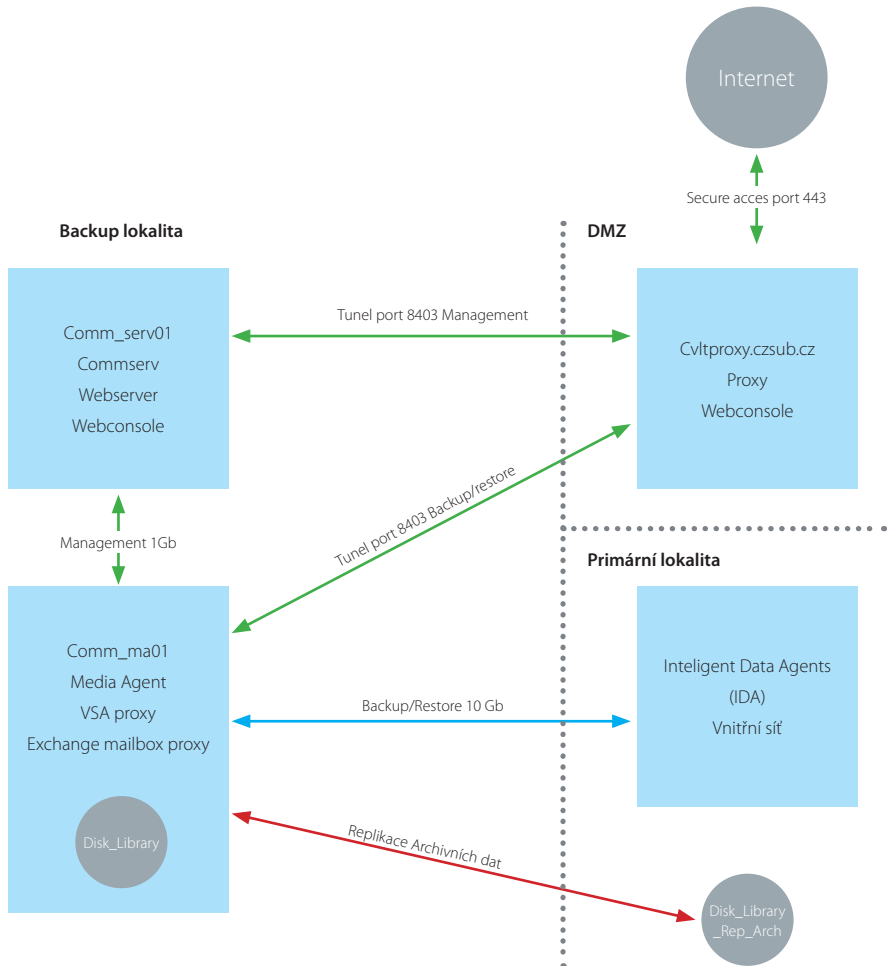 Internet
Secure acces port 443
Backup lokalita
DMZ
Tunel port 8403 Management
Comm_serv01
Commserv
Webserver
Webconsole
Cvltproxy.czsub.cz
Proxy
Webconsole
Tunel port 8403 Backup/restore
Management 1Gb
Primární lokalita
Comm_ma01
Media Agent
VSA proxy
Exchange mailbox proxy
Backup/Restore 10 Gb
Inteligent Data Agents
(IDA)
Vnitřní síť
Disk_Library
Replikace Archivních dat
Disk_Library
_Rep_Arch